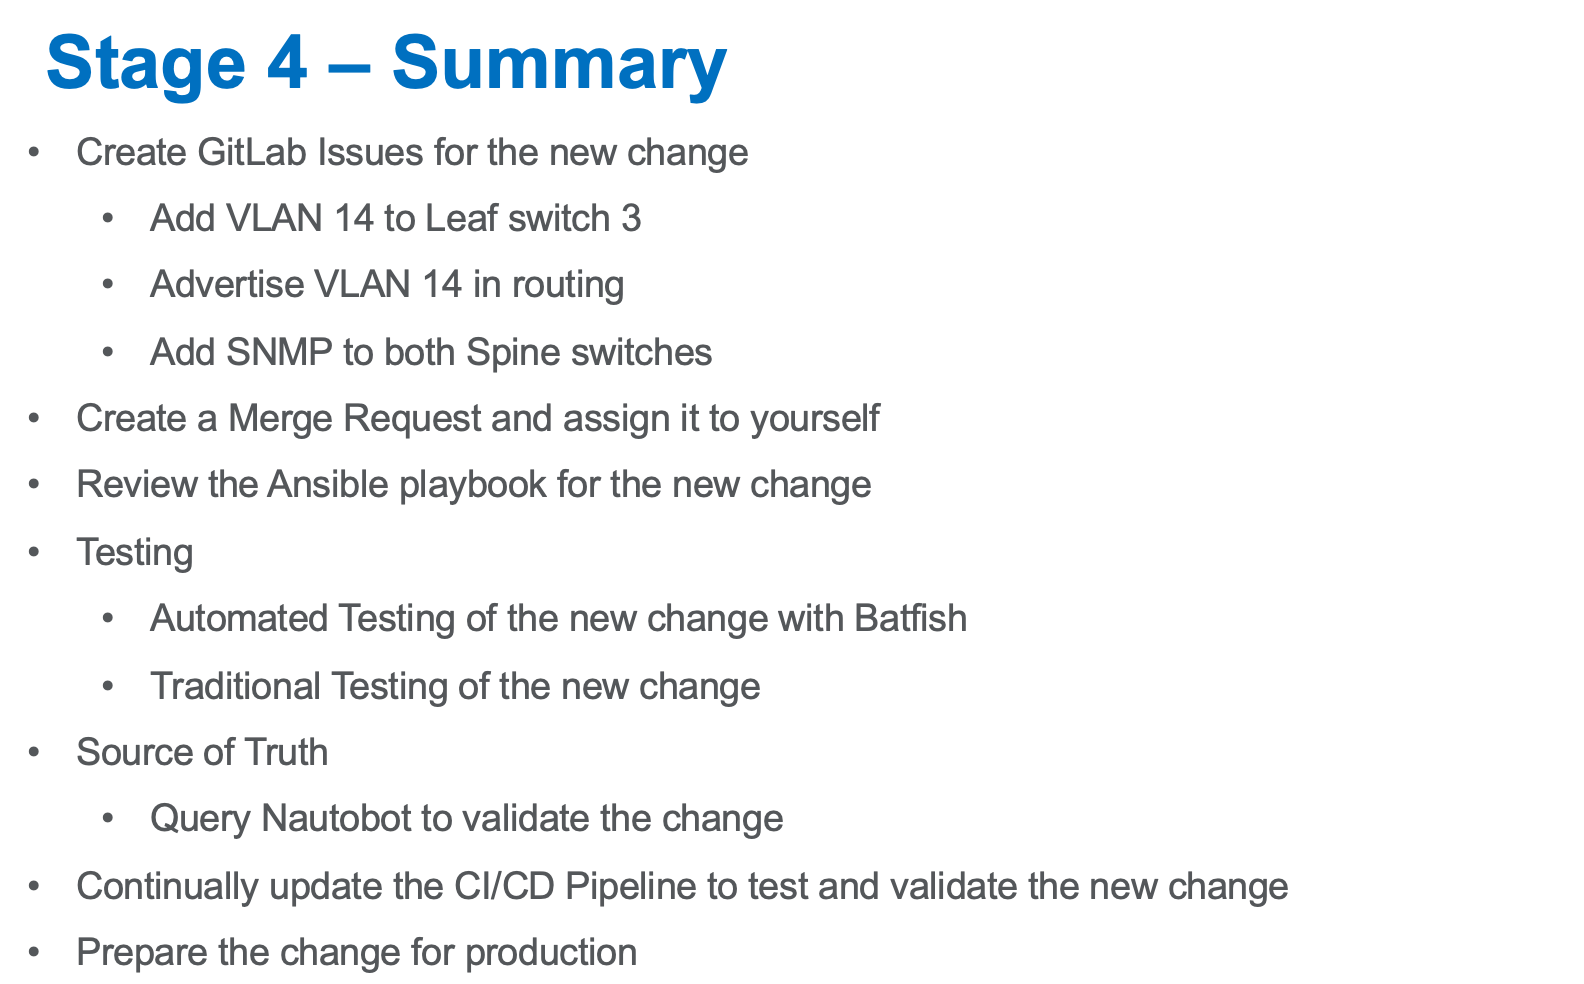 Stage 4 – Summary
• Create GitLab Issues for the new change
• Add VLAN 14 to Leaf switch 3
• Advertise VLAN 14 in routing
• Add SNMP to both Spine switches
• Create a Merge Request and assign it to yourself
• Review the Ansible playbook for the new change
• Testing
• Automated Testing of the new change with Batfish
• Traditional Testing of the new change
• Source of Truth
• Query Nautobot to validate the change
• Continually update the CI/CD Pipeline to test and validate the new change
• Prepare the change for production